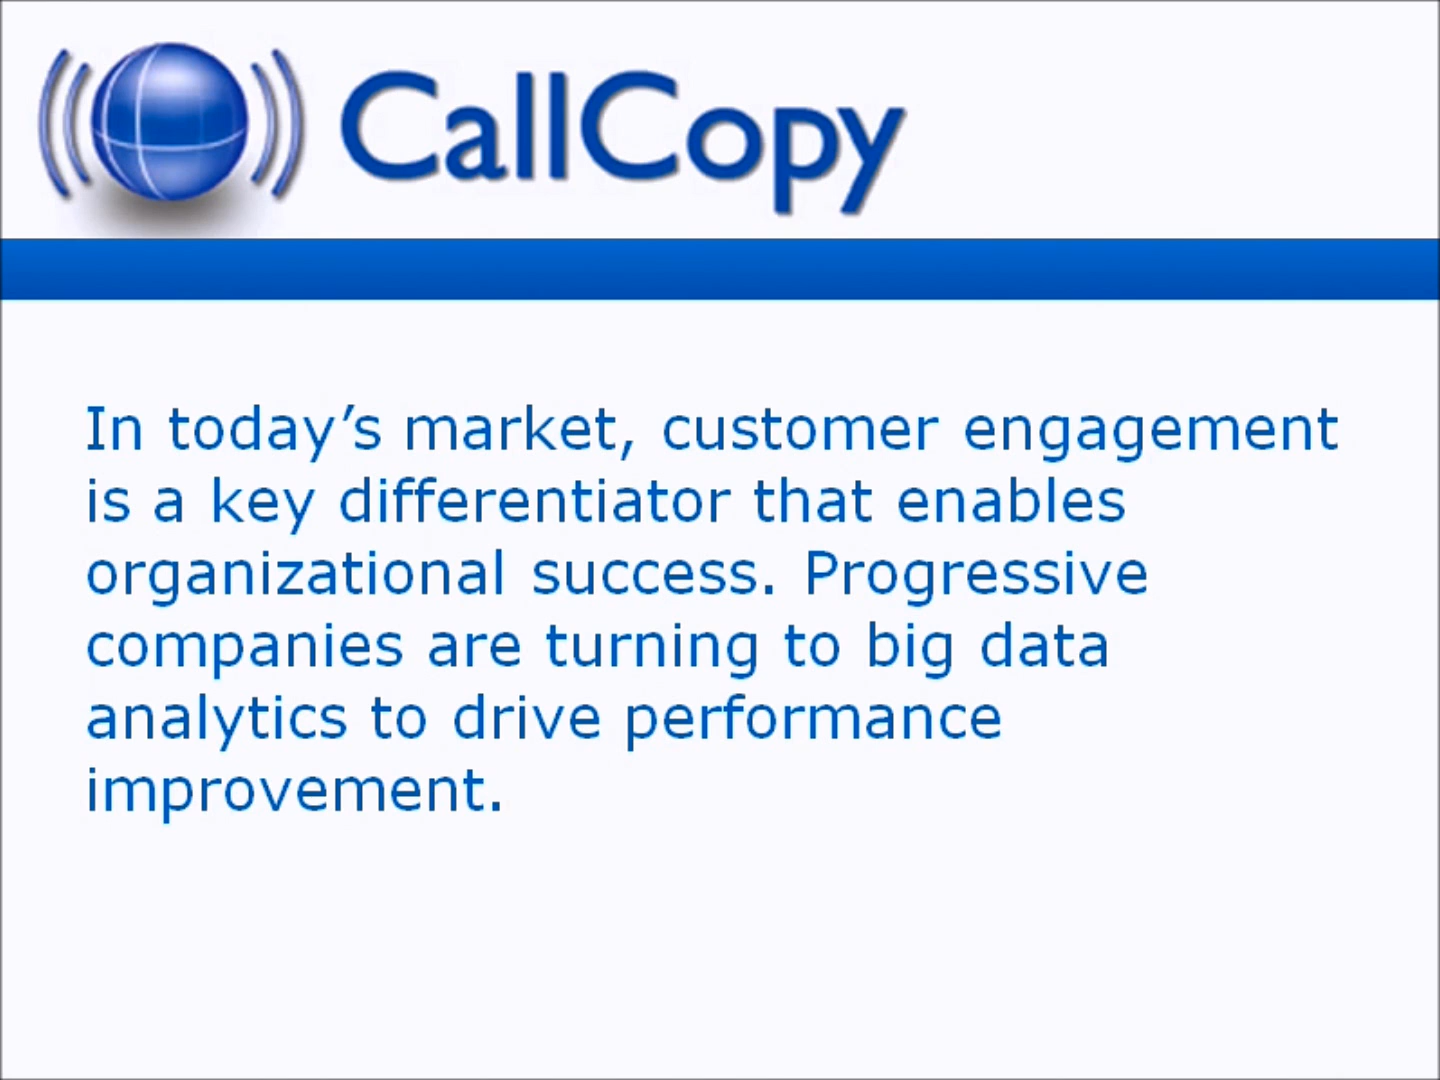 CallCopy
In today’s market, customer engagement
is a key differentiator that enables
organizational success. Progressive
companies are turning to big data
analytics to drive performance
improvement.